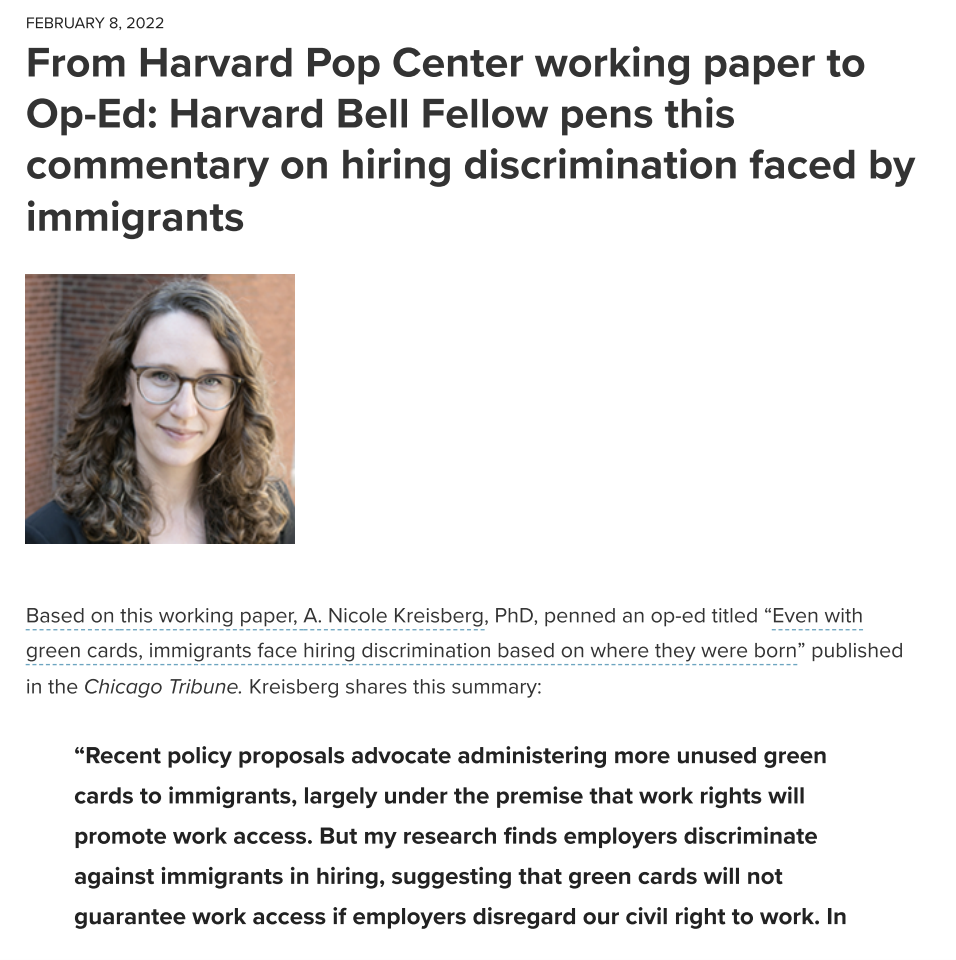 FEBRUARY 8, 2022
From Harvard Pop Center working paper to
Op-Ed: Harvard Bell Fellow pens this
commentary on hiring discrimination faced by
immigrants
Based on this working paper, A. Nicole Kreisberg, PhD, penned an op-ed titled “Even with
green cards, immigrants face hiring discrimination based on where they were born” published
in the Chicago Tribune. Kreisberg shares this summary:
“Recent policy proposals advocate administering more unused green
cards to immigrants, largely under the premise that work rights will
promote work access. But my research finds employers discriminate
against immigrants in hiring, suggesting that green cards will not
guarantee work access if employers disregard our civil right to work. In